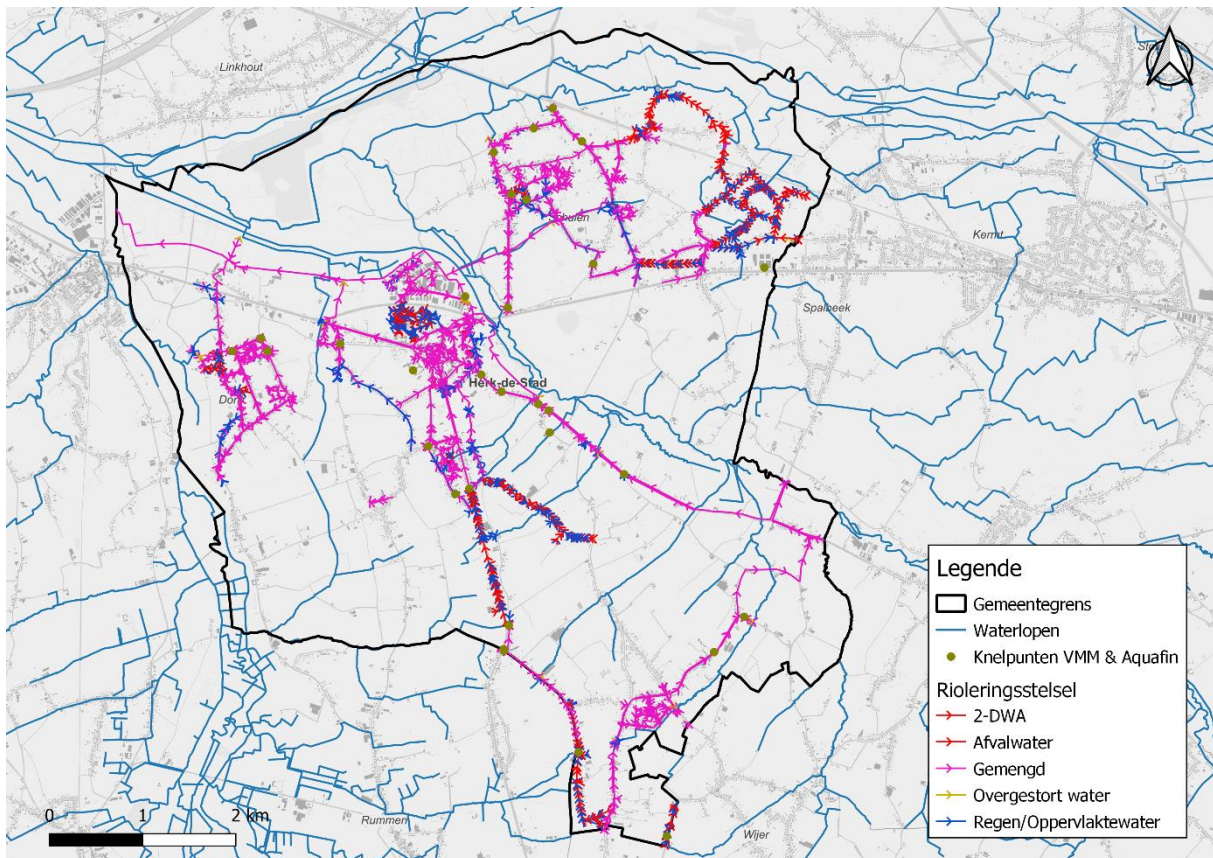 Linkhout
Schulen
Kermt
Spalbeek
Herk-de-Stad
Rummen
Wijer
0 1 2 km
Legende
Gemeentegrens
Waterlopen
Knelpunten VMM & Aquafin
Rioleringsstelsel
2-DWA
Afvalwater
Gemengd
Overgestort water
Regen/Oppervlaktewater